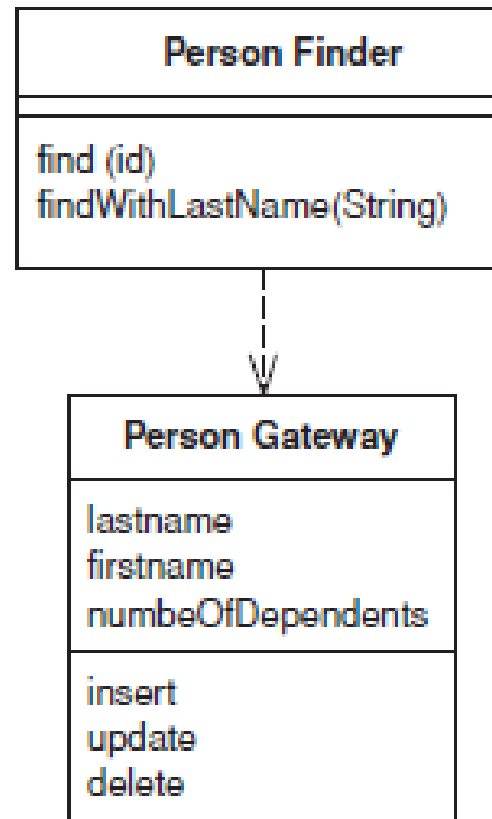 Person Finder
find (id)
findWithLastName(String)
Person Gateway
lastname
firstname
numbeOfDependents
insert
update
delete